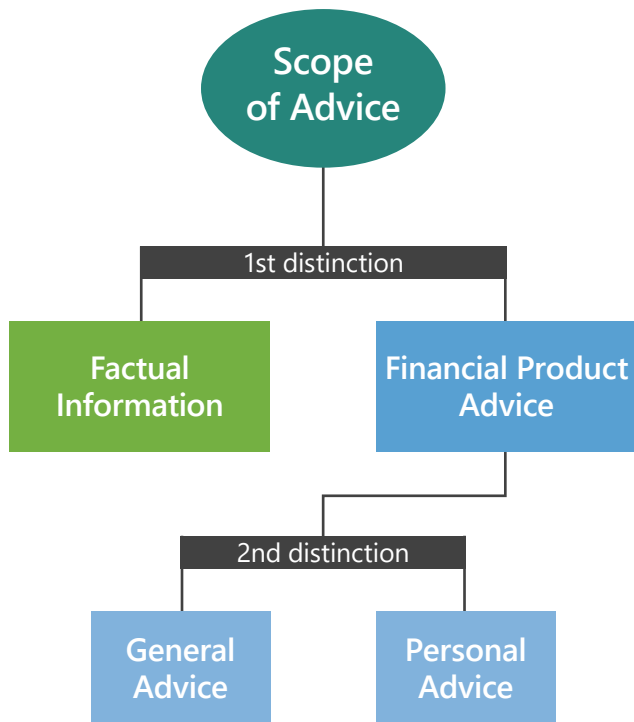 Scope
of Advice
1st distinction
Factual
Information
Financial Product
Advice
2nd distinction
General
Advice
Personal
Advice